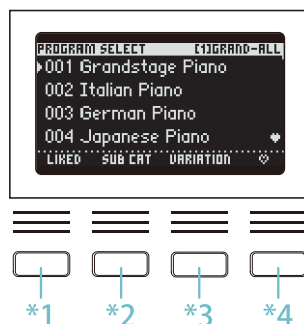 PROGRAM SELECT [1]GRAND-ALL
001 Grandstage Piano
002 Italian Piano
003 German Piano
004 Japanese Piano
LIKED SUB CAT VARIATION
*1 *2 *3 *4